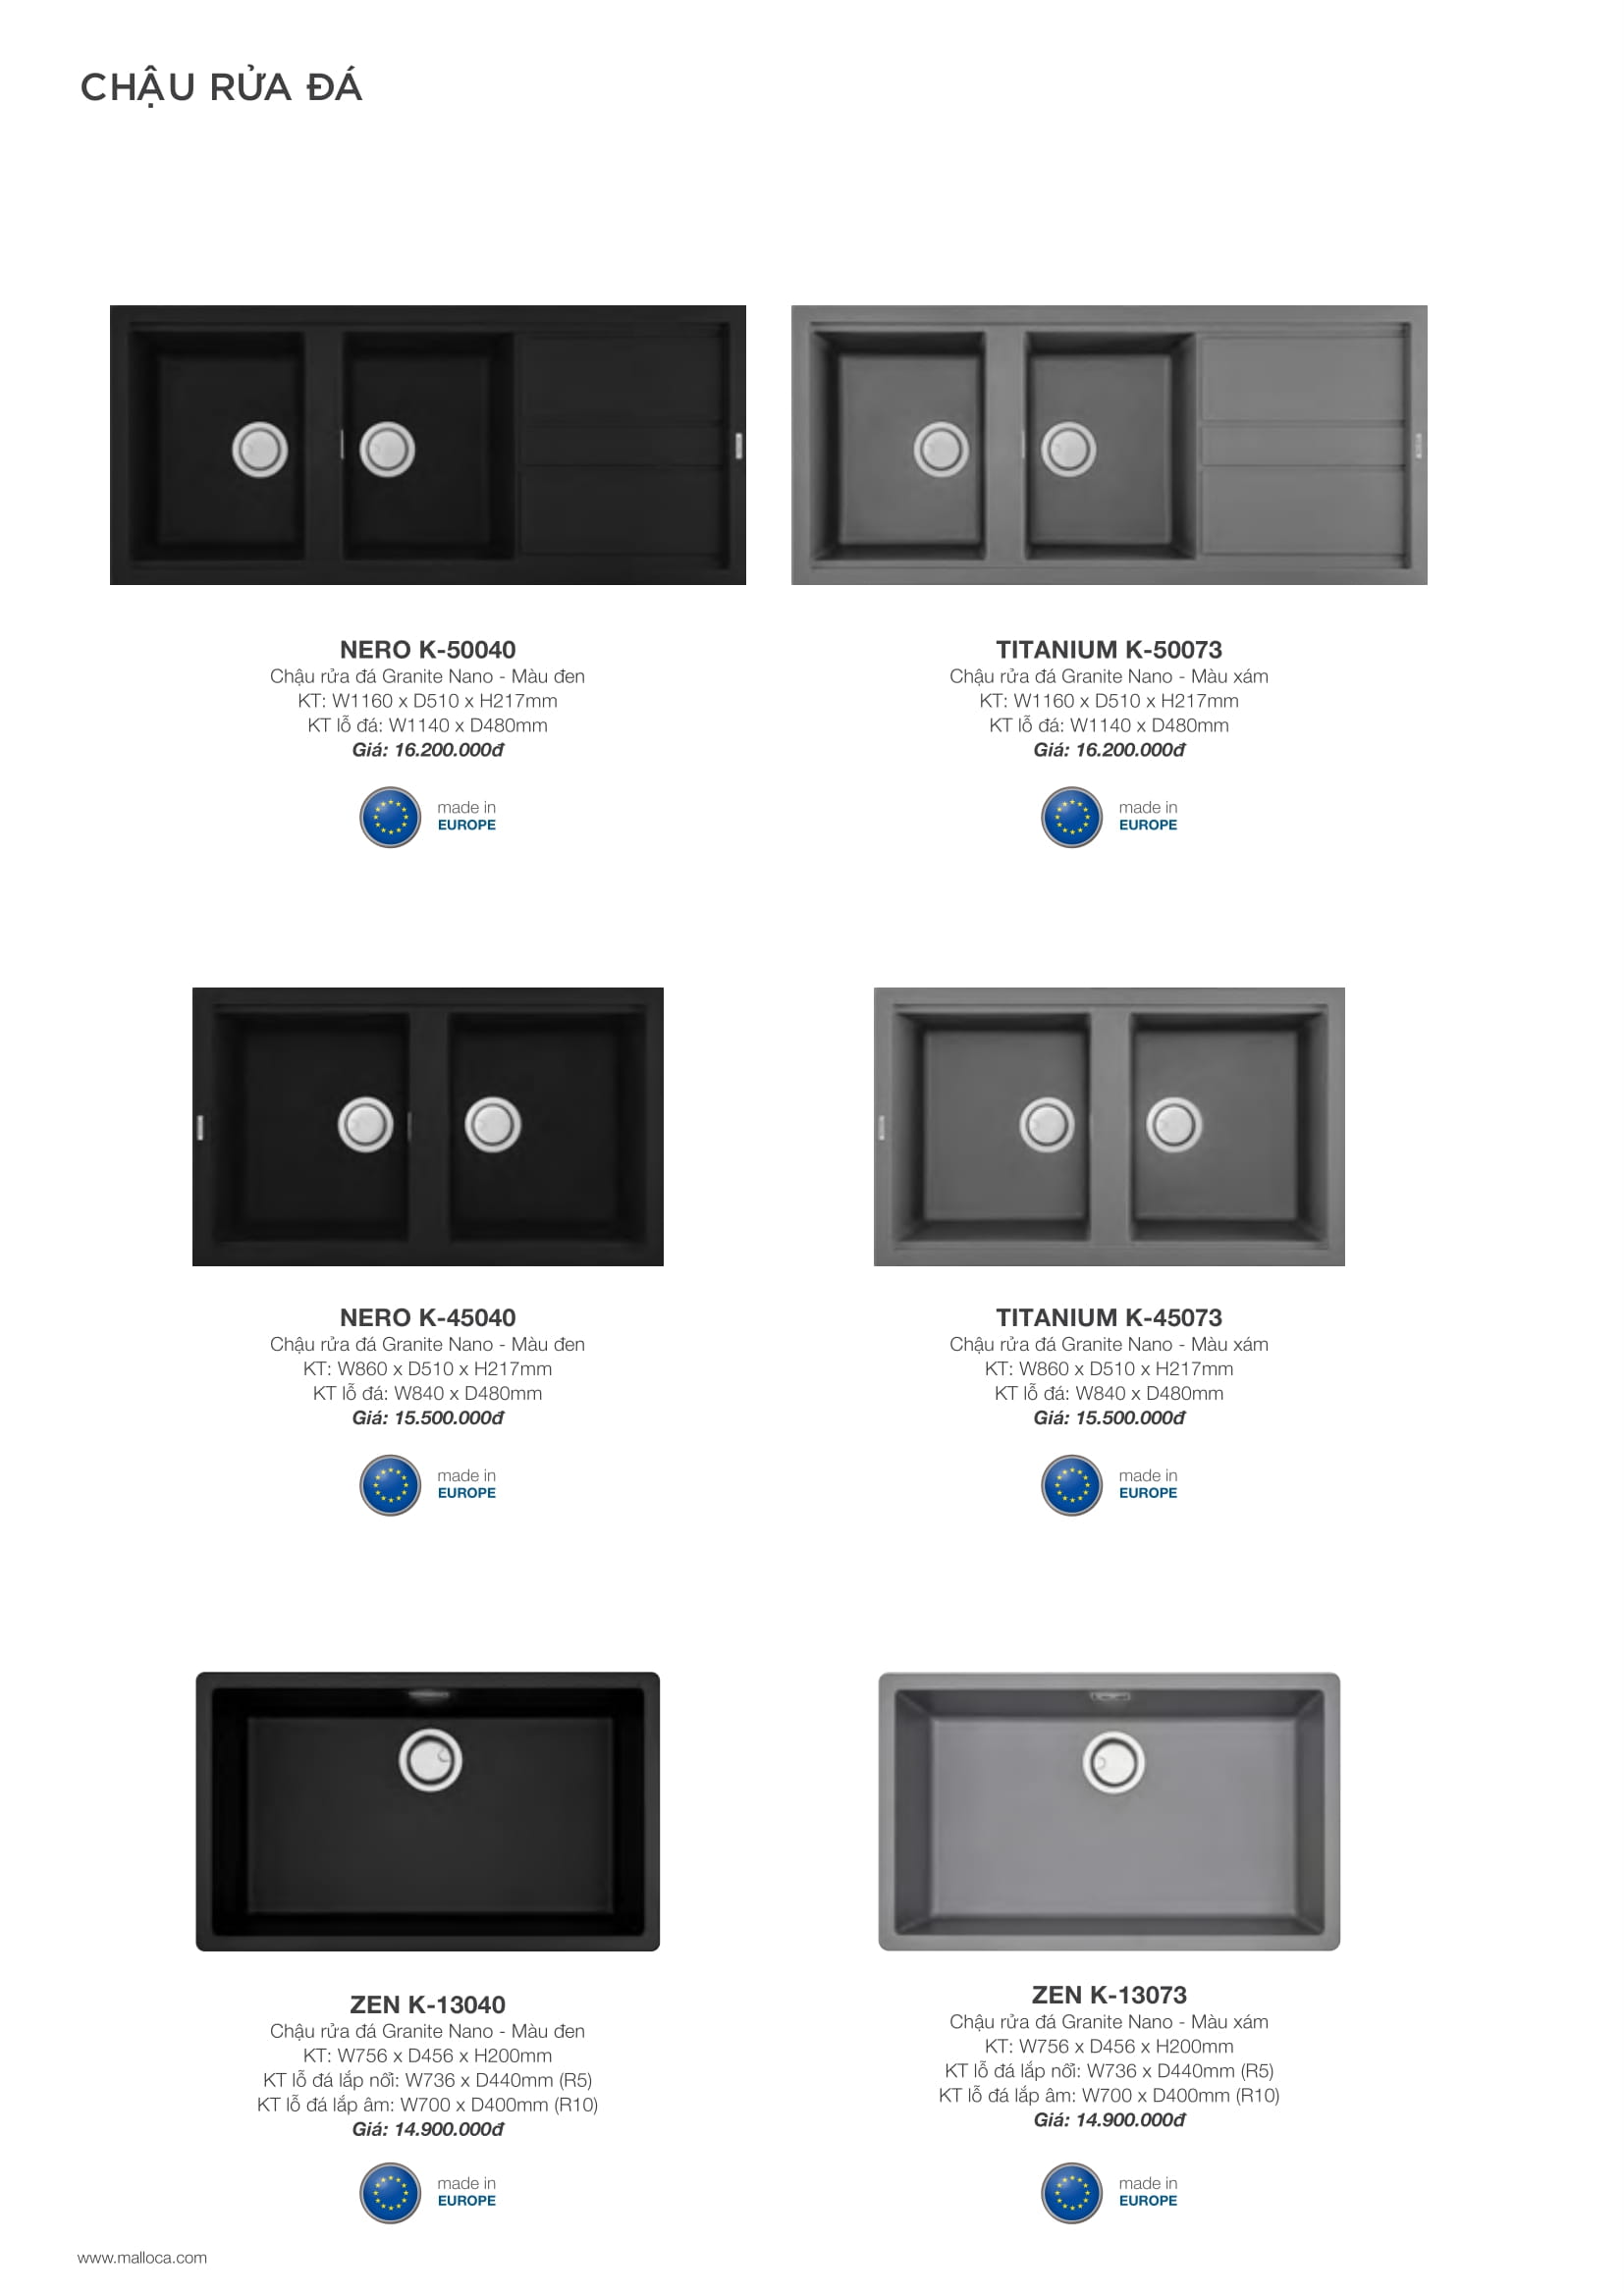 CHẬU RỬA ĐÁ
NERO K-50040
Chậu rửa đá Granite Nano - Màu đen
KT: W1160 x D510 x H217mm
KT lỗ đá: W1140 x D480mm
Giá: 16.200.000đ
made in
EUROPE
TITANIUM K-50073
Chậu rửa đá Granite Nano - Màu xám
KT: W1160 x D510 x H217mm
KT lỗ đá: W1140 x D480mm
Giá: 16.200.000đ
made in
EUROPE
NERO K-45040
Chậu rửa đá Granite Nano - Màu đen
KT: W860 x D510 x H217mm
KT lỗ đá: W840 x D480mm
Giá: 15.500.000đ
made in
EUROPE
TITANIUM K-45073
Chậu rửa đá Granite Nano - Màu xám
KT: W860 x D510 x H217mm
KT lỗ đá: W840 x D480mm
Giá: 15.500.000đ
made in
EUROPE
ZEN K-13040
Chậu rửa đá Granite Nano - Màu đen
KT: W756 x D456 x H200mm
KT lỗ đá lắp nổi: W736 x D440mm (R5)
KT lỗ đá lắp âm: W700 x D400mm (R10)
Giá: 14.900.000đ
made in
EUROPE
ZEN K-13073
Chậu rửa đá Granite Nano - Màu xám
KT: W756 x D456 x H200mm
KT lỗ đá lắp nổi: W736 x D440mm (R5)
KT lỗ đá lắp âm: W700 x D400mm (R10)
Giá: 14.900.000đ
made in
EUROPE
www.malloca.com